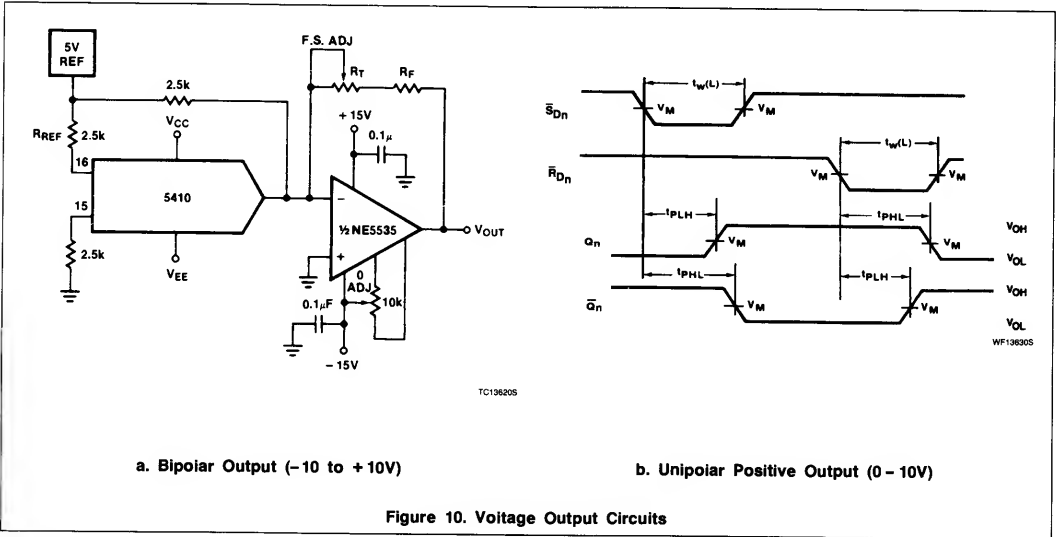 5V
REF
2.5k
RREF
2.5k
VCC
16
5410
15
2.5k
VEE
F.S. ADJ
RT
RF
+ 15V
0.1μ
−
½ NE5535
+
VOUT
0
ADJ
10k
0.1μF
– 15V
TC13620S
a. Bipolar Output (–10 to +10V)
S̅Dn
tw(L)
VM
VM
R̅Dn
tw(L)
VM
VM
Qn
tPLH
VM
tPHL
VM
VOH
VOL
Q̅n
tPHL
VM
tPLH
VM
VOH
VOL
WF13630S
b. Unipolar Positive Output (0 – 10V)
Figure 10. Voltage Output Circuits